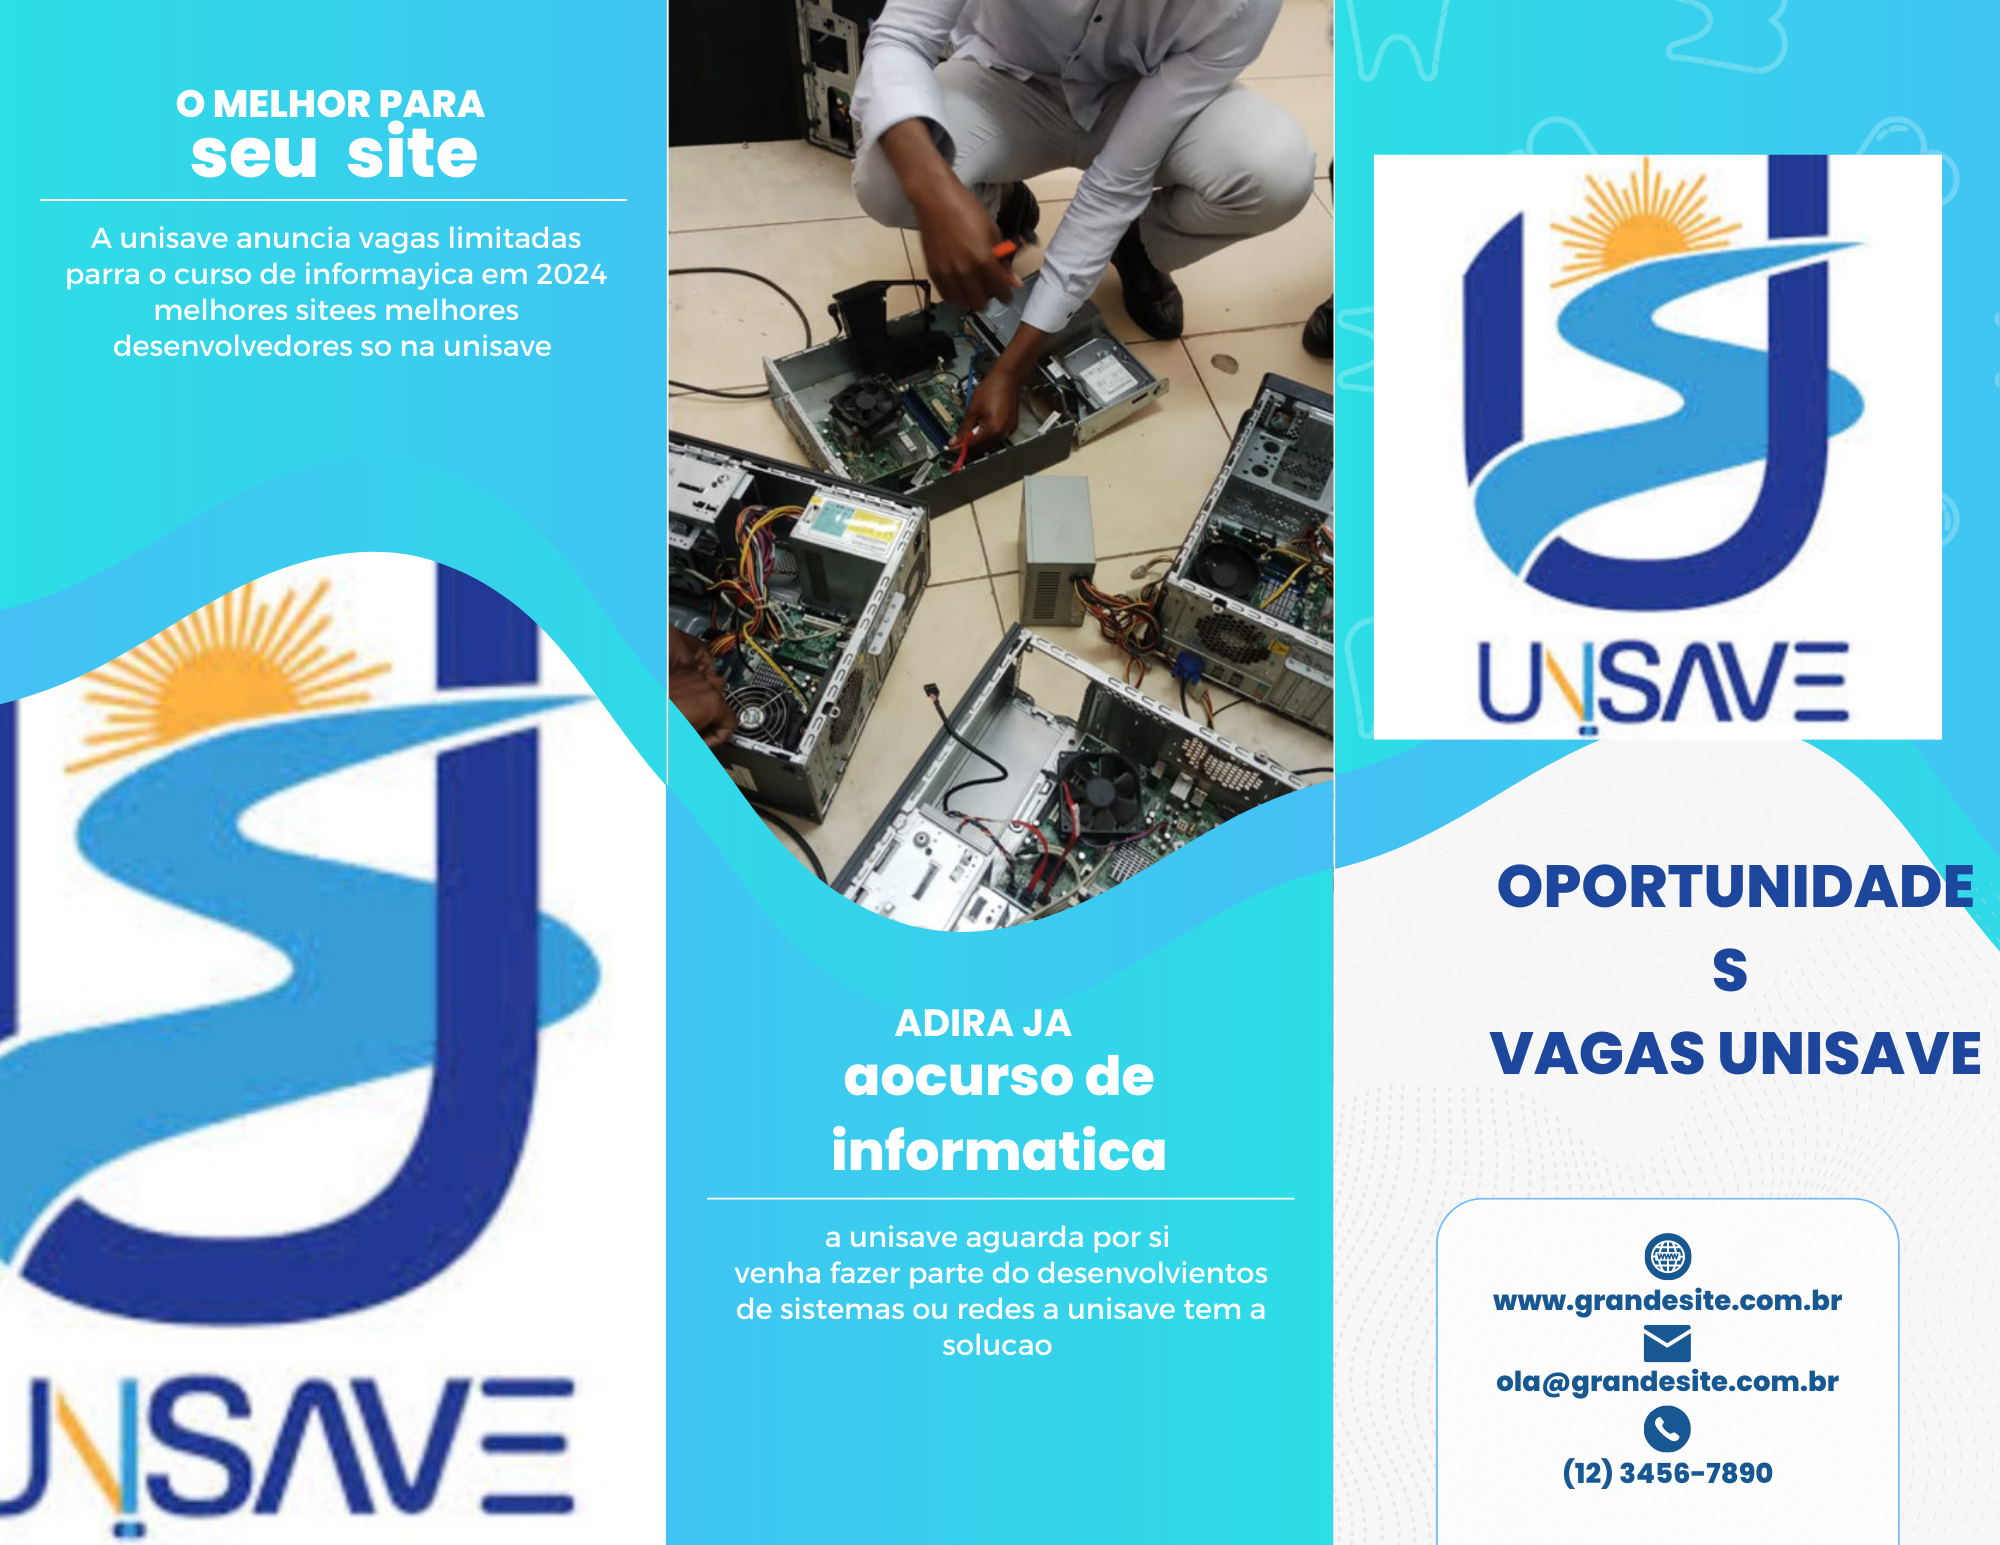 O MELHOR PARA
seu site
A unisave anuncia vagas limitadas
parra o curso de informayica em 2024
melhores sitees melhores
desenvolvedores so na unisave
UNISAVE
ADIRA JA
aocurso de
informatica
a unisave aguarda por si
venha fazer parte do desenvolvientos
de sistemas ou redes a unisave tem a
solucao
UNISAVE
OPORTUNIDADE
S
VAGAS UNISAVE
www
www.grandesite.com.br
ola@grandesite.com.br
(12) 3456-7890